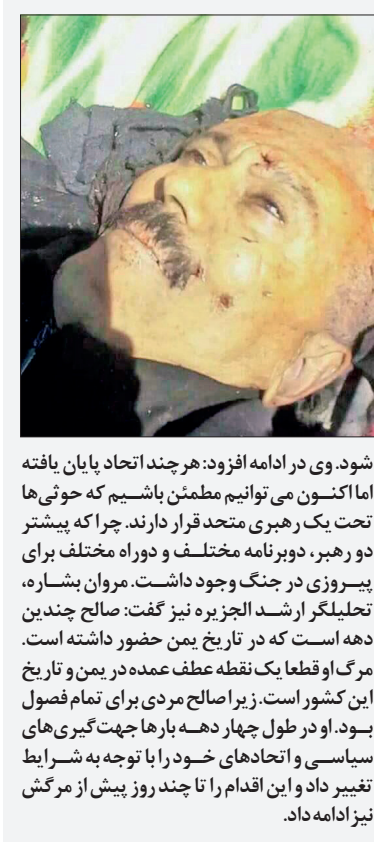 شود. وی در ادامه افزود: هرچند اتحاد پایان یافته
اما اکنون می‌توانیم مطمئن باشیم که حوثی‌ها
تحت یک رهبری متحد قرار دارند. چرا که پیشتر
دو رهبر، دوبرنامه مختلف و دوراه مختلف برای
پیروزی در جنگ وجود داشت. مروان بشاره،
تحلیلگر ارشد الجزیره نیز گفت: صالح چندین
دهه است که در تاریخ یمن حضور داشته است.
مرگ او قطعا یک نقطه عطف عمده در یمن و تاریخ
این کشور است. زیرا صالح مردی برای تمام فصول
بود. او در طول چهار دهه بارها جهت‌گیری‌های
سیاسی و اتحادهای خود را با توجه به شرایط
تغییر داد و این اقدام را تا چند روز پیش از مرگش
نیز ادامه داد.